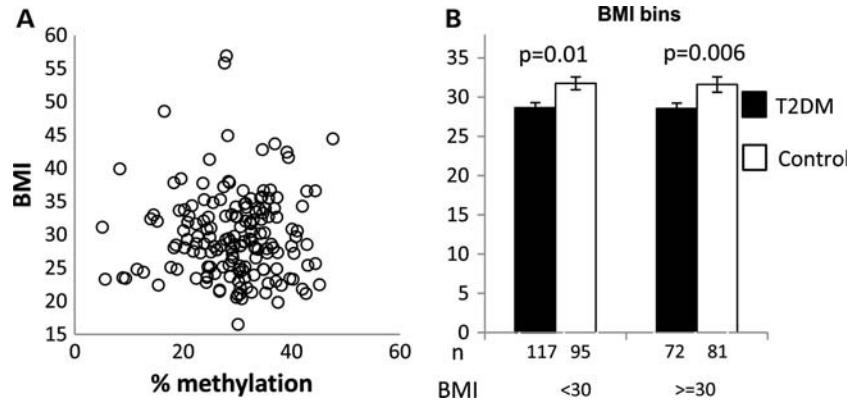 A
60
55
50
45
40
35
30
25
20
15
BMI
0 20 40 60
% methylation
B BMI bins
35
30
25
20
15
10
5
0
p=0.01 p=0.006
T2DM
Control
n 117 95 72 81
BMI <30 >=30